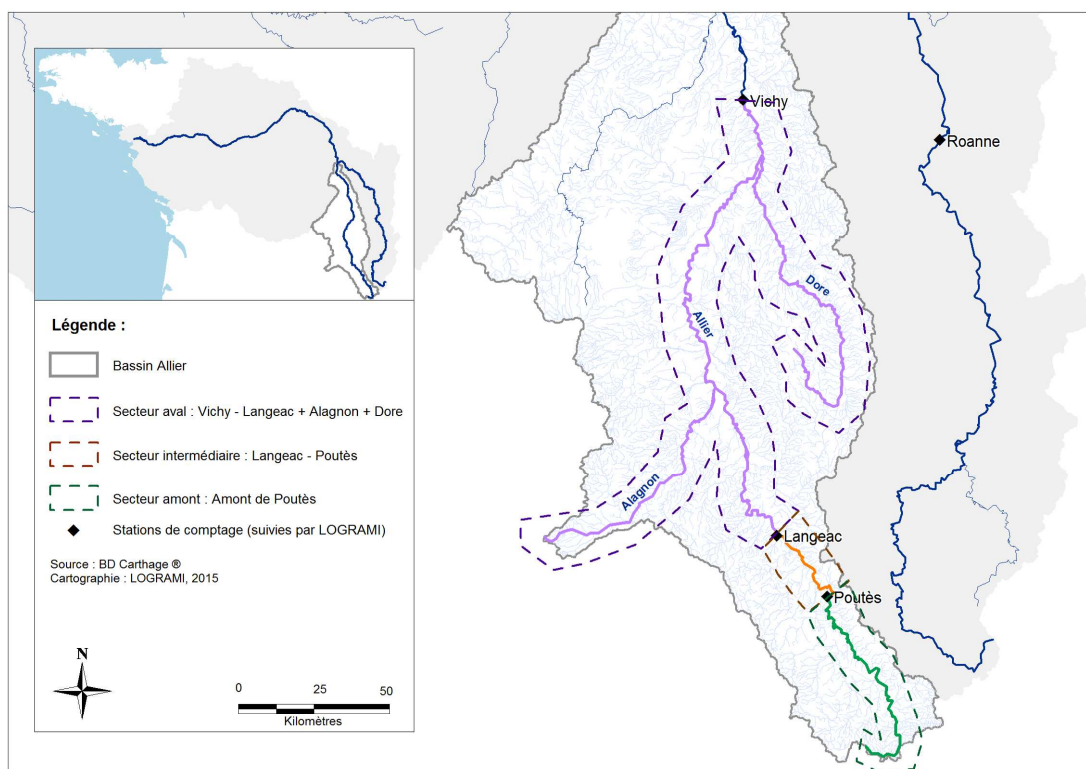 Légende :
Bassin Allier
Secteur aval : Vichy - Langeac + Alagnon + Dore
Secteur intermédiaire : Langeac - Poutès
Secteur amont : Amont de Poutès
Stations de comptage (suivies par LOGRAMI)
Source : BD Carthage ®
Cartographie : LOGRAMI, 2015
N
0 25 50
Kilomètres
Vichy
Roanne
Dore
Allier
Alagnon
Langeac
Poutès